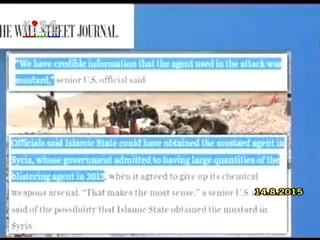 THE WALL STREET JOURNAL.
"We have credible information that the agent used in the attack was
mustard," senior U.S. official said.
Officials said Islamic State could have obtained the mustard agent in
Syria, whose government admitted to having large quantities of the
blistering agent in 2013, when it agreed to give up its chemical
weapons arsenal. "That makes the most sense," a senior U.S.
said of the possibility that Islamic State obtained the mustard in
Syria.
14.8.2015